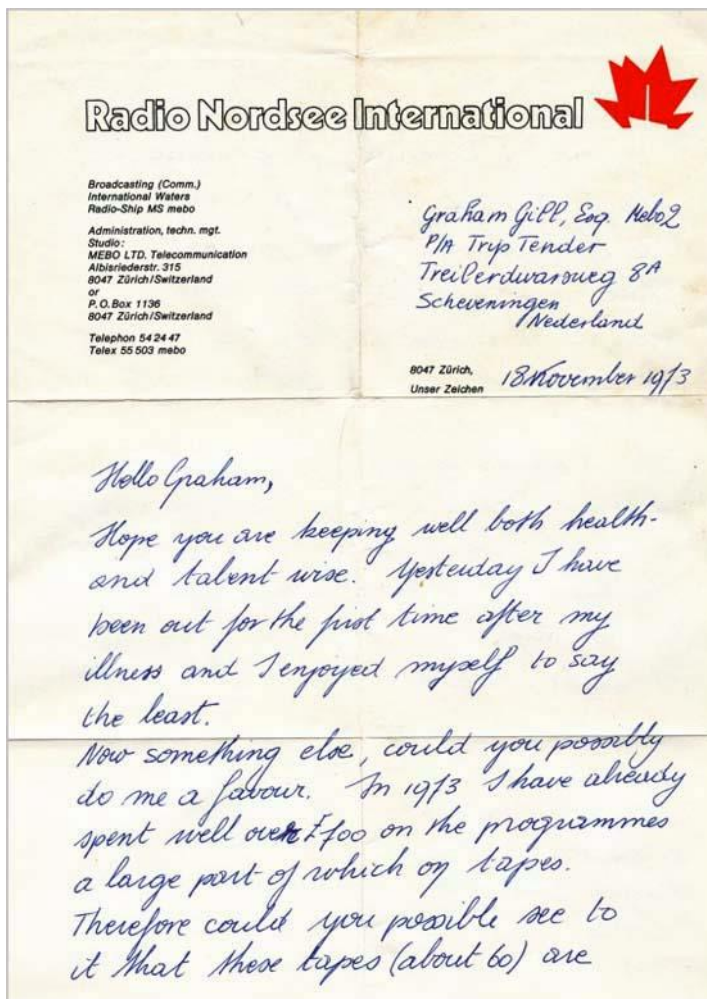 Radio Nordsee International
Broadcasting (Comm.)
International Waters
Radio-Ship MS mebo
Administration, techn. mgt.
Studio:
MEBO LTD. Telecommunication
Albisriederstr. 315
8047 Zürich/Switzerland
or
P.O.Box 1136
8047 Zürich/Switzerland
Telephon 54 24 47
Telex 55 503 mebo
Graham Gill, Esq. Mebo2
P/A Trip Tender
Treilerdwarsweg 8A
Scheveningen
Nederland
8047 Zürich,
Unser Zeichen
18 November 1973
Hello Graham,
Hope you are keeping well both health-
and talent wise. Yesterday I have
been out for the first time after my
illness and I enjoyed myself to say
the least.
Now something else, could you possibly
do me a favour. In 1973 I have already
spent well over on the programmes
a large part of which on tapes.
Therefore could you possible see to
it that these tapes (about 60) are